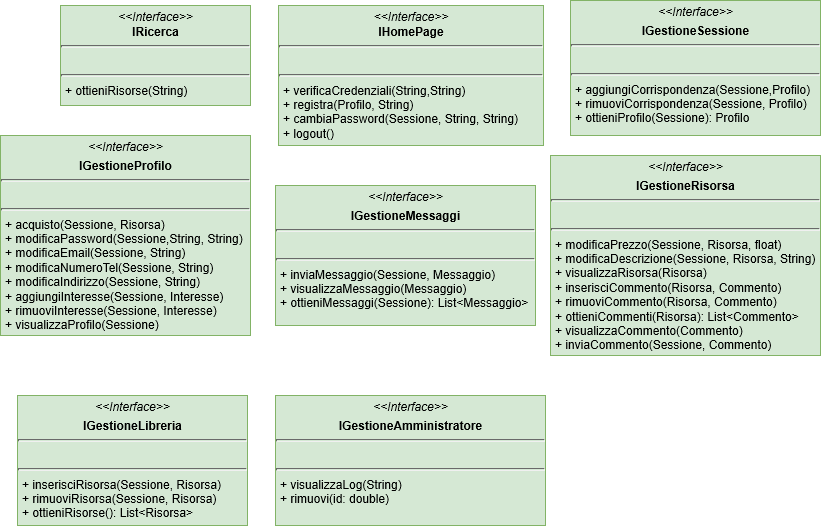 <<Interface>>
IRicerca
+ ottieniRisorse(String)
<<Interface>>
IHomePage
+ verificaCredenziali(String,String)
+ registra(Profilo, String)
+ cambiaPassword(Sessione, String, String)
+ logout()
<<Interface>>
IGestioneSessione
+ aggiungiCorrispondenza(Sessione,Profilo)
+ rimuoviCorrispondenza(Sessione, Profilo)
+ ottieniProfilo(Sessione): Profilo
<<Interface>>
IGestioneProfilo
+ acquisto(Sessione, Risorsa)
+ modificaPassword(Sessione,String, String)
+ modificaEmail(Sessione, String)
+ modificaNumeroTel(Sessione, String)
+ modificaIndirizzo(Sessione, String)
+ aggiungiInteresse(Sessione, Interesse)
+ rimuoviInteresse(Sessione, Interesse)
+ visualizzaProfilo(Sessione)
<<Interface>>
IGestioneMessaggi
+ inviaMessaggio(Sessione, Messaggio)
+ visualizzaMessaggio(Messaggio)
+ ottieniMessaggi(Sessione): List<Messaggio>
<<Interface>>
IGestioneRisorsa
+ modificaPrezzo(Sessione, Risorsa, float)
+ modificaDescrizione(Sessione, Risorsa, String)
+ visualizzaRisorsa(Risorsa)
+ inserisciCommento(Risorsa, Commento)
+ rimuoviCommento(Risorsa, Commento)
+ ottieniCommenti(Risorsa): List<Commento>
+ visualizzaCommento(Commento)
+ inviaCommento(Sessione, Commento)
<<Interface>>
IGestioneLibreria
+ inserisciRisorsa(Sessione, Risorsa)
+ rimuoviRisorsa(Sessione, Risorsa)
+ ottieniRisorse(): List<Risorsa>
<<Interface>>
IGestioneAmministratore
+ visualizzaLog(String)
+ rimuovi(id: double)